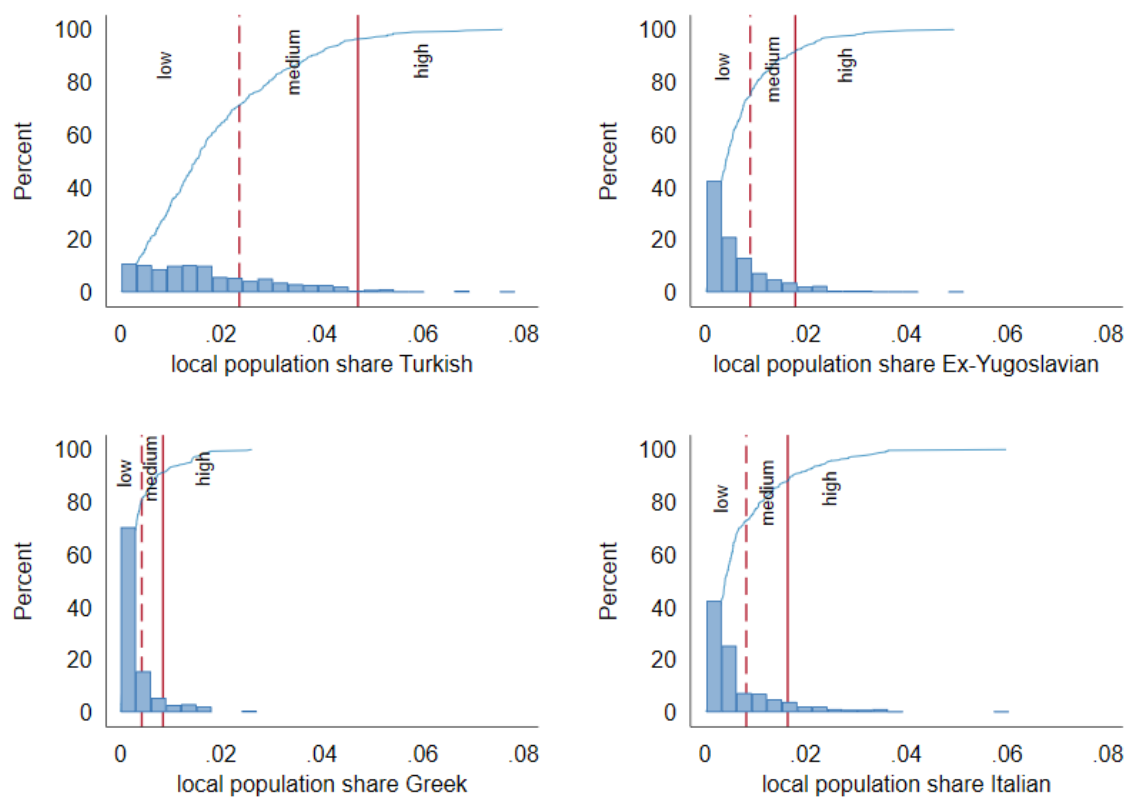 100
80
60
40
20
0
Percent
low
medium
high
0 .02 .04 .06 .08
local population share Turkish
100
80
60
40
20
0
Percent
low
medium
high
0 .02 .04 .06 .08
local population share Ex-Yugoslavian
100
80
60
40
20
0
Percent
low
medium
high
0 .02 .04 .06 .08
local population share Greek
100
80
60
40
20
0
Percent
low
medium
high
0 .02 .04 .06 .08
local population share Italian